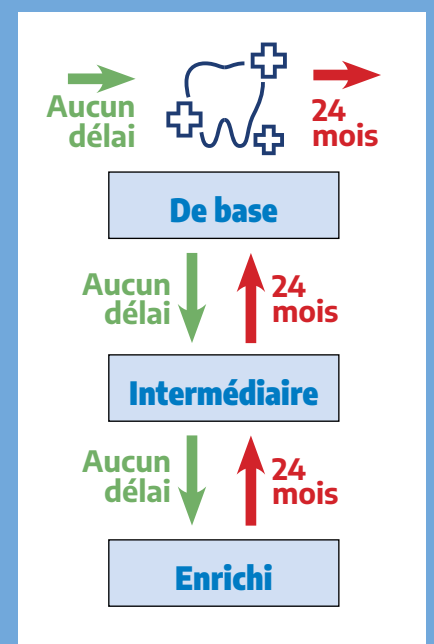 Aucun
délai
24
mois
De base
Aucun
délai
24
mois
Intermédiaire
Aucun
délai
24
mois
Enrichi